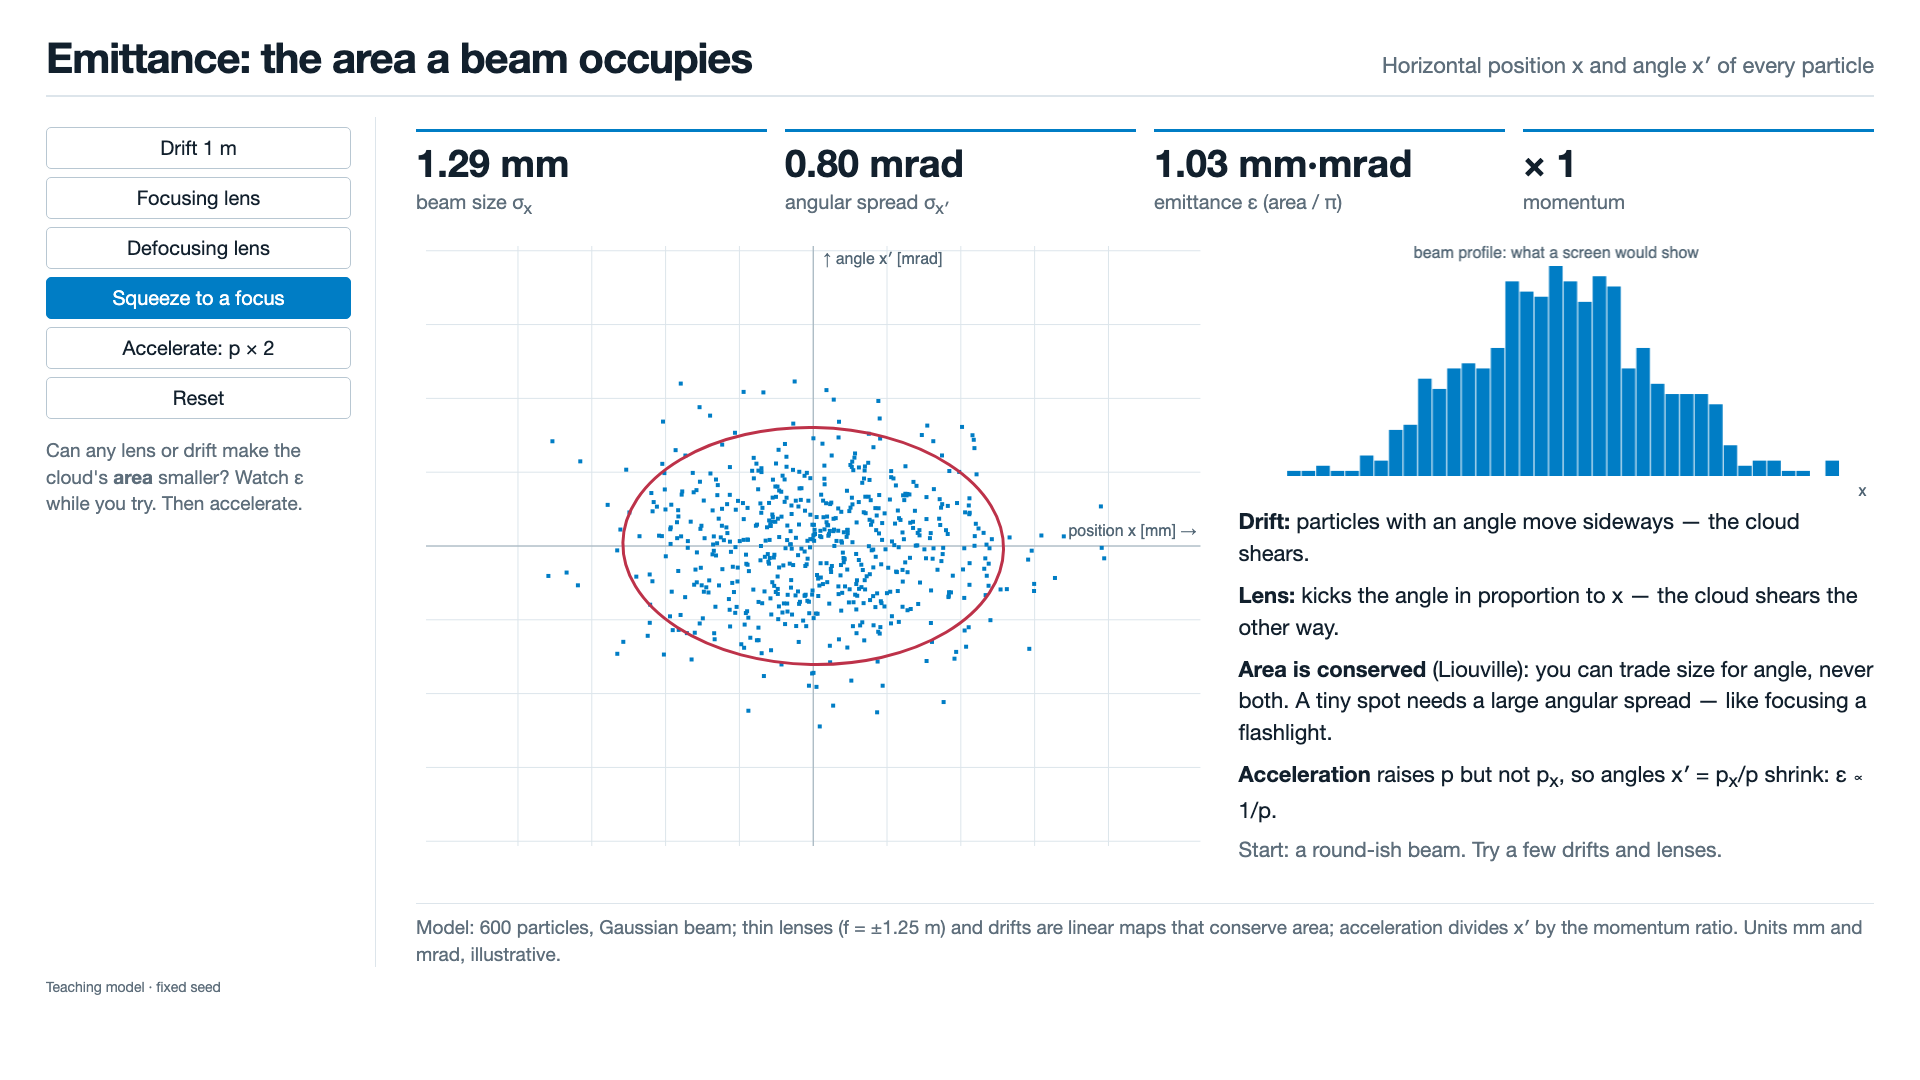 Emittance: the area a beam occupies
Horizontal position x and angle x′ of every particle
Drift 1 m
Focusing lens
Defocusing lens
Squeeze to a focus
Accelerate: p × 2
Reset
Can any lens or drift make the
cloud's area smaller? Watch ε
while you try. Then accelerate.
1.29 mm
beam size σx
0.80 mrad
angular spread σx′
1.03 mm·mrad
emittance ε (area / π)
× 1
momentum
↑ angle x′ [mrad]
position x [mm] →
beam profile: what a screen would show
x
Drift: particles with an angle move sideways — the cloud
shears.
Lens: kicks the angle in proportion to x — the cloud shears the
other way.
Area is conserved (Liouville): you can trade size for angle, never
both. A tiny spot needs a large angular spread — like focusing a
flashlight.
Acceleration raises p but not px, so angles x′ = px/p shrink: ε ∝
1/p.
Start: a round-ish beam. Try a few drifts and lenses.
Model: 600 particles, Gaussian beam; thin lenses (f = ±1.25 m) and drifts are linear maps that conserve area; acceleration divides x′ by the momentum ratio. Units mm and
mrad, illustrative.
Teaching model · fixed seed